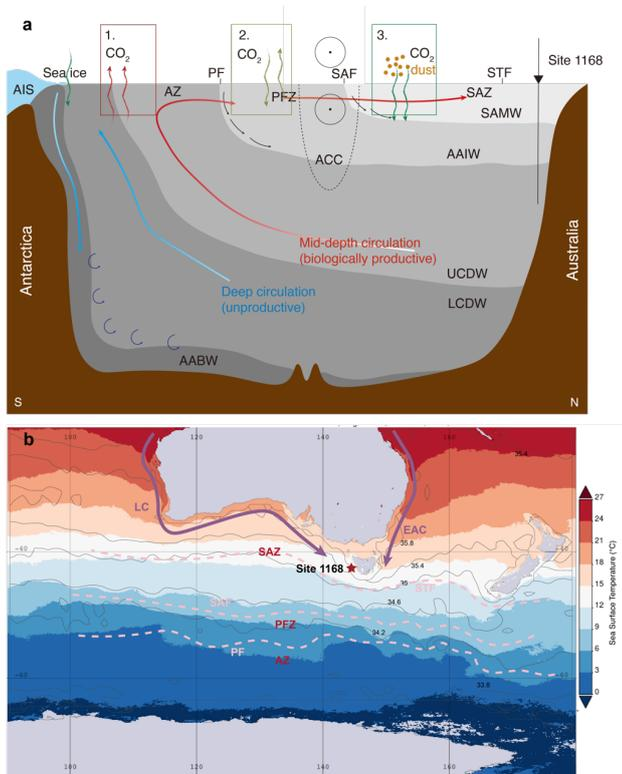 a
1.
CO2
2.
CO2
3.
CO2
dust
Site 1168
Sea ice
PF
SAF
STF
AIS
AZ
PFZ
SAZ
SAMW
ACC
AAIW
Mid-depth circulation
(biologically productive)
UCDW
Deep circulation
(unproductive)
LCDW
AABW
Antarctica
Australia
S
N
b
100
120
140
160
35.4
LC
EAC
35.8
-40
SAZ
-40
Site 1168
35.4
35
STF
SAF
34.6
PFZ
34.2
PF
AZ
-60
-60
33.8
100
120
140
160
27
24
21
18
15
12
9
6
3
0
Sea Surface Temperature (°C)